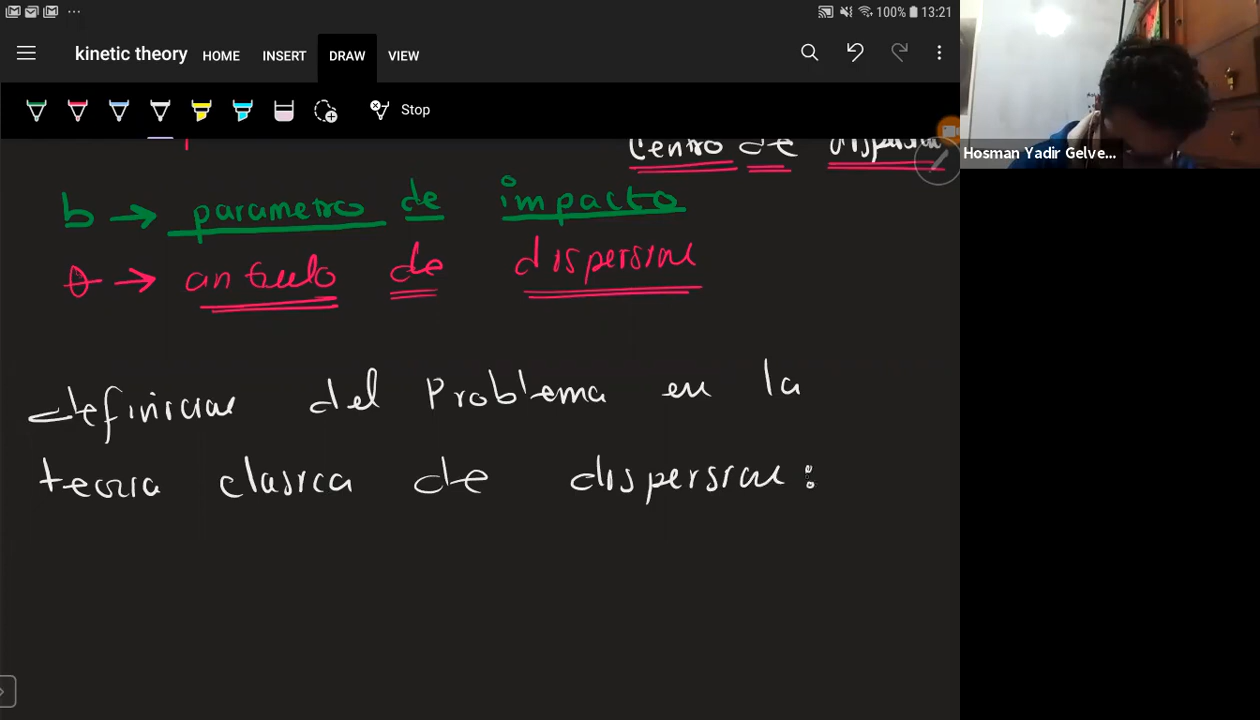 100% 13:21
kinetic theory HOME INSERT DRAW VIEW
Stop
Hosman Yadir Gelve...
Centro de
b → parametro de impacto
θ → angulo de dispersion
definicion del Problema en la
teoria clasica de dispersion: